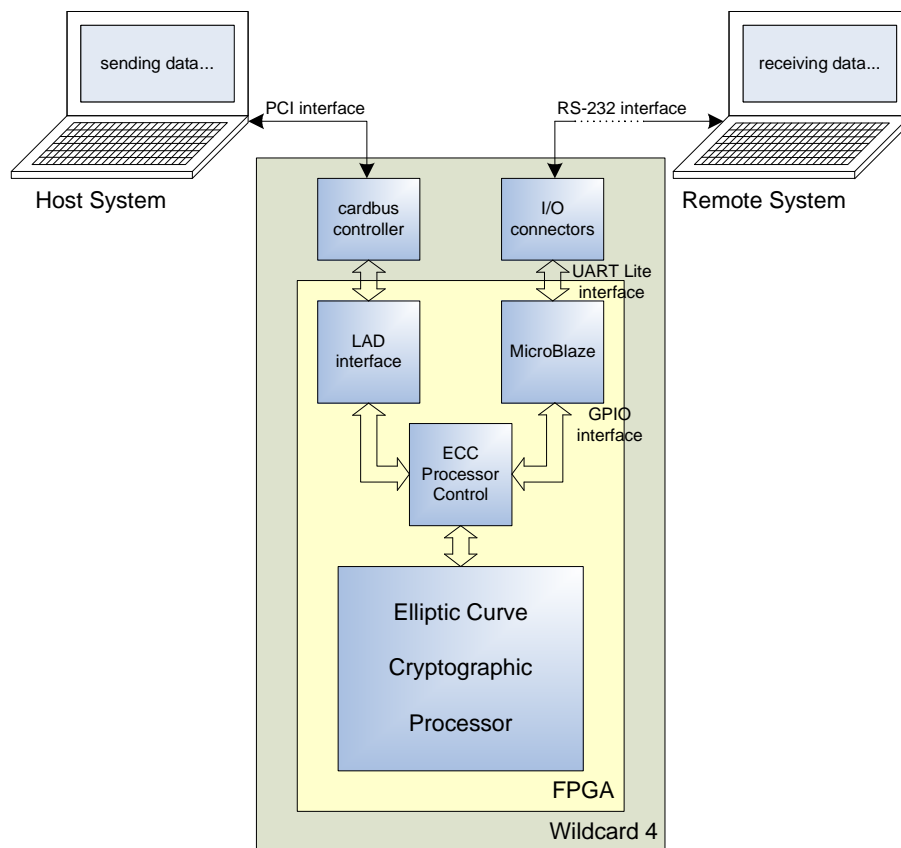 sending data...
receiving data...
PCI interface
RS-232 interface
Host System
Remote System
cardbus
controller
I/O
connectors
UART Lite
interface
LAD
interface
MicroBlaze
GPIO
interface
ECC
Processor
Control
Elliptic Curve
Cryptographic
Processor
FPGA
Wildcard 4